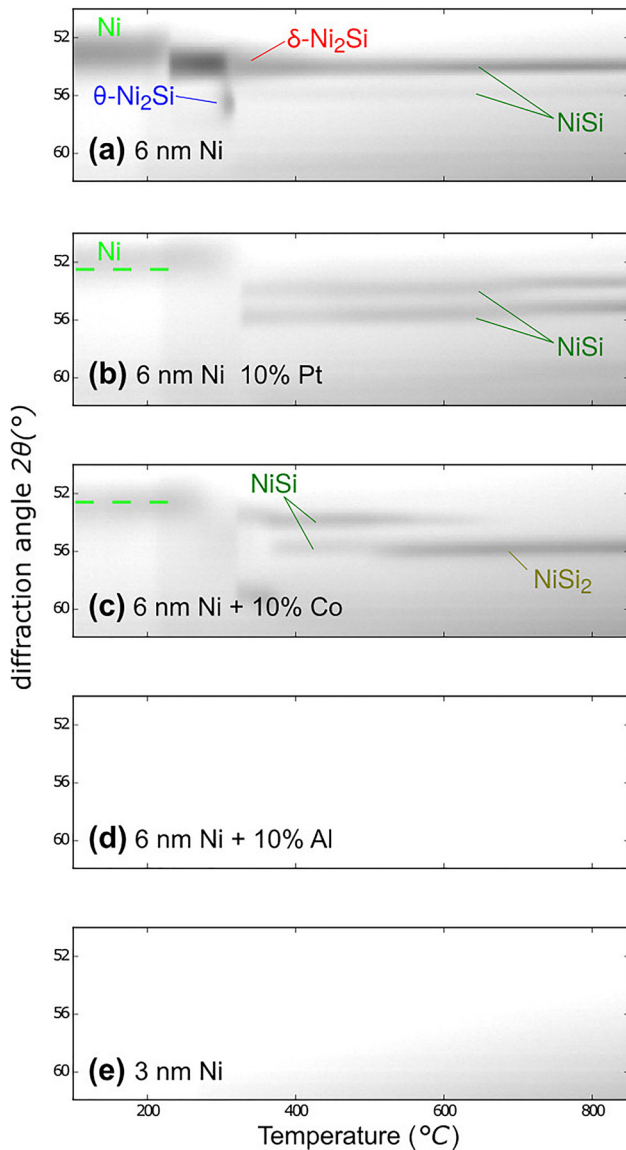 52
56
60
Ni
δ-Ni₂Si
θ-Ni₂Si
NiSi
(a) 6 nm Ni
52
56
60
Ni
NiSi
(b) 6 nm Ni 10% Pt
diffraction angle 2θ(°)
52
56
60
NiSi
NiSi₂
(c) 6 nm Ni + 10% Co
52
56
60
(d) 6 nm Ni + 10% Al
52
56
60
(e) 3 nm Ni
200 400 600 800
Temperature (°C)